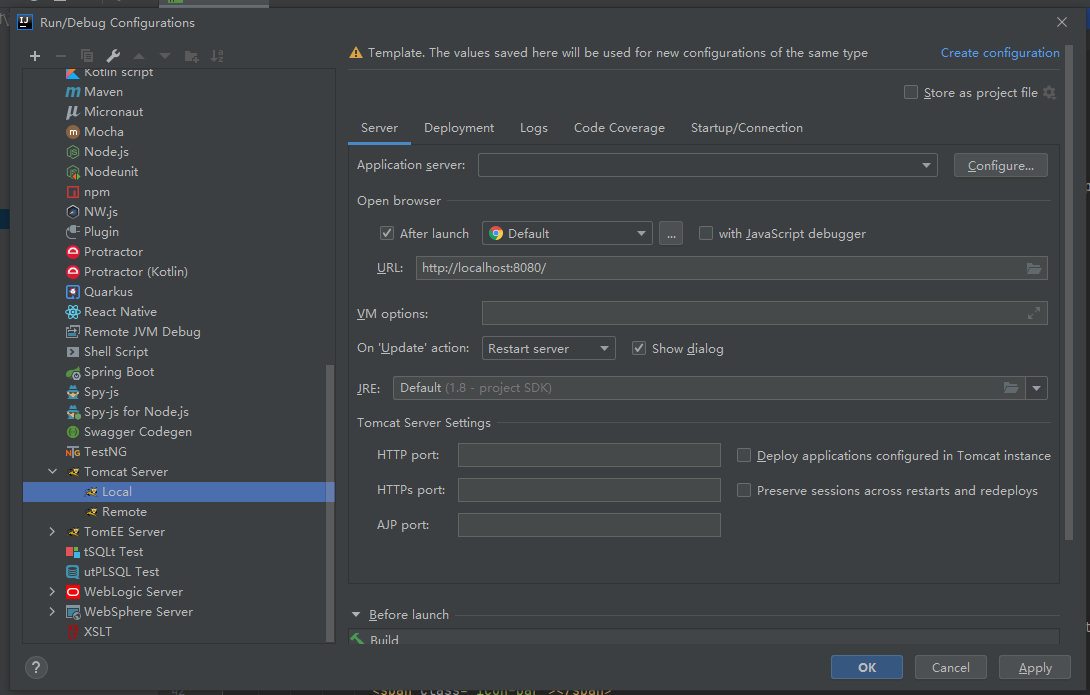 Run/Debug Configurations
Template. The values saved here will be used for new configurations of the same type
Create configuration
Store as project file
Kotlin script
Maven
Micronaut
Mocha
Node.js
Nodeunit
npm
NW.js
Plugin
Protractor
Protractor (Kotlin)
Quarkus
React Native
Remote JVM Debug
Shell Script
Spring Boot
Spy-js
Spy-js for Node.js
Swagger Codegen
TestNG
Tomcat Server
Local
Remote
TomEE Server
tSQLt Test
utPLSQL Test
WebLogic Server
WebSphere Server
XSLT
Server Deployment Logs Code Coverage Startup/Connection
Application server: Configure...
Open browser
After launch Default ... with JavaScript debugger
URL: http://localhost:8080/
VM options:
On 'Update' action: Restart server Show dialog
JRE: Default (1.8 - project SDK)
Tomcat Server Settings
HTTP port: Deploy applications configured in Tomcat instance
HTTPs port: Preserve sessions across restarts and redeploys
AJP port:
Before launch
Build
? OK Cancel Apply